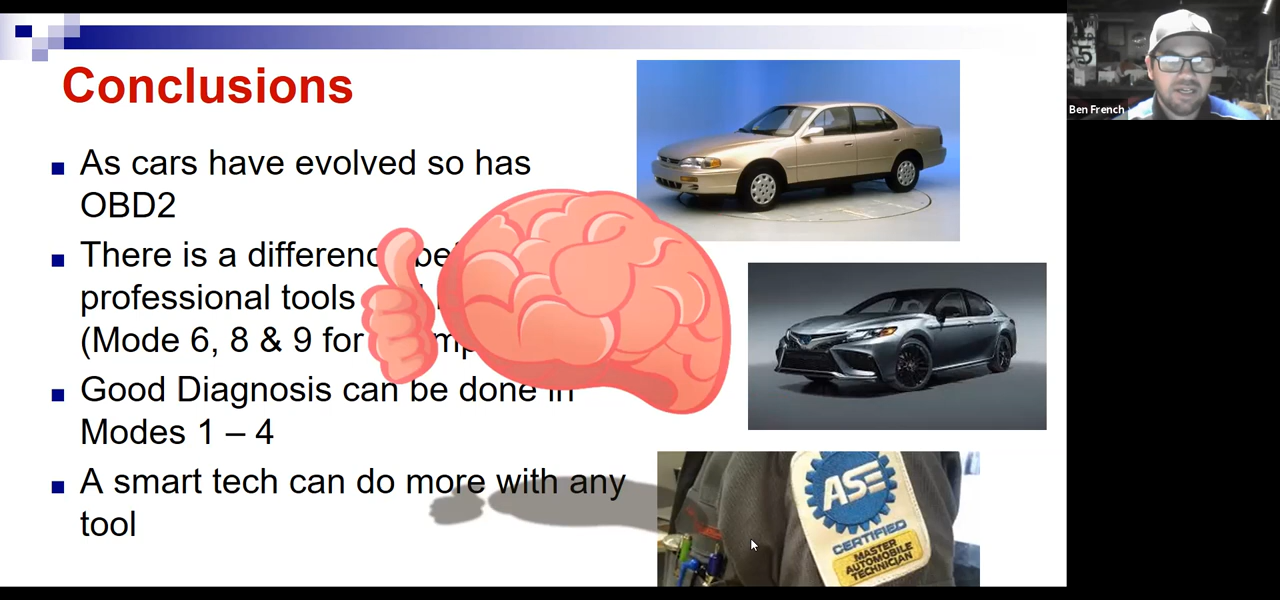 Conclusions
As cars have evolved so has
OBD2
There is a
professional tools
(Mode 6, 8 & 9 for
Good Diagnosis can be done in
Modes 1 – 4
A smart tech can do more with any
tool
ASE
CERTIFIED
MASTER
AUTOMOBILE
TECHNICIAN
Ben French
5